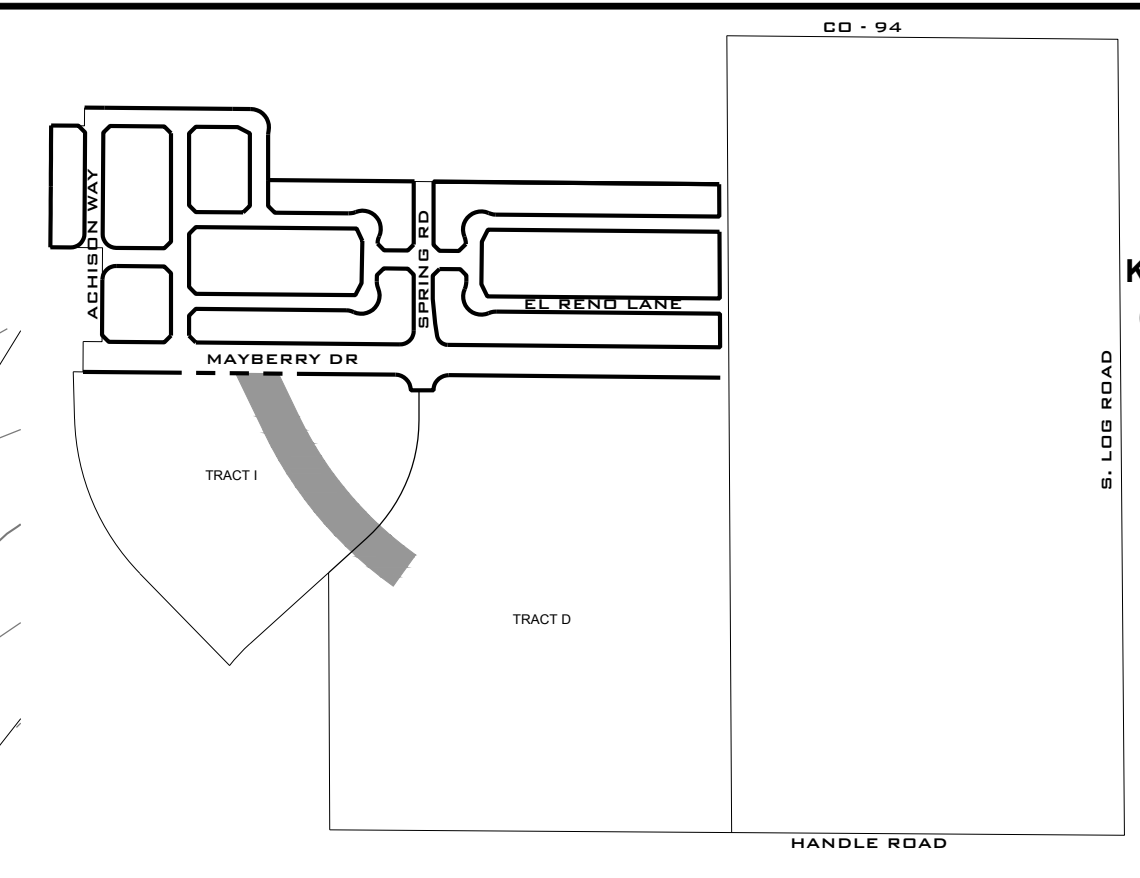 CO - 94
ACHISON WAY
SPRING RD
EL RENO LANE
MAYBERRY DR
S. LOG ROAD
TRACT I
TRACT D
HANDLE ROAD